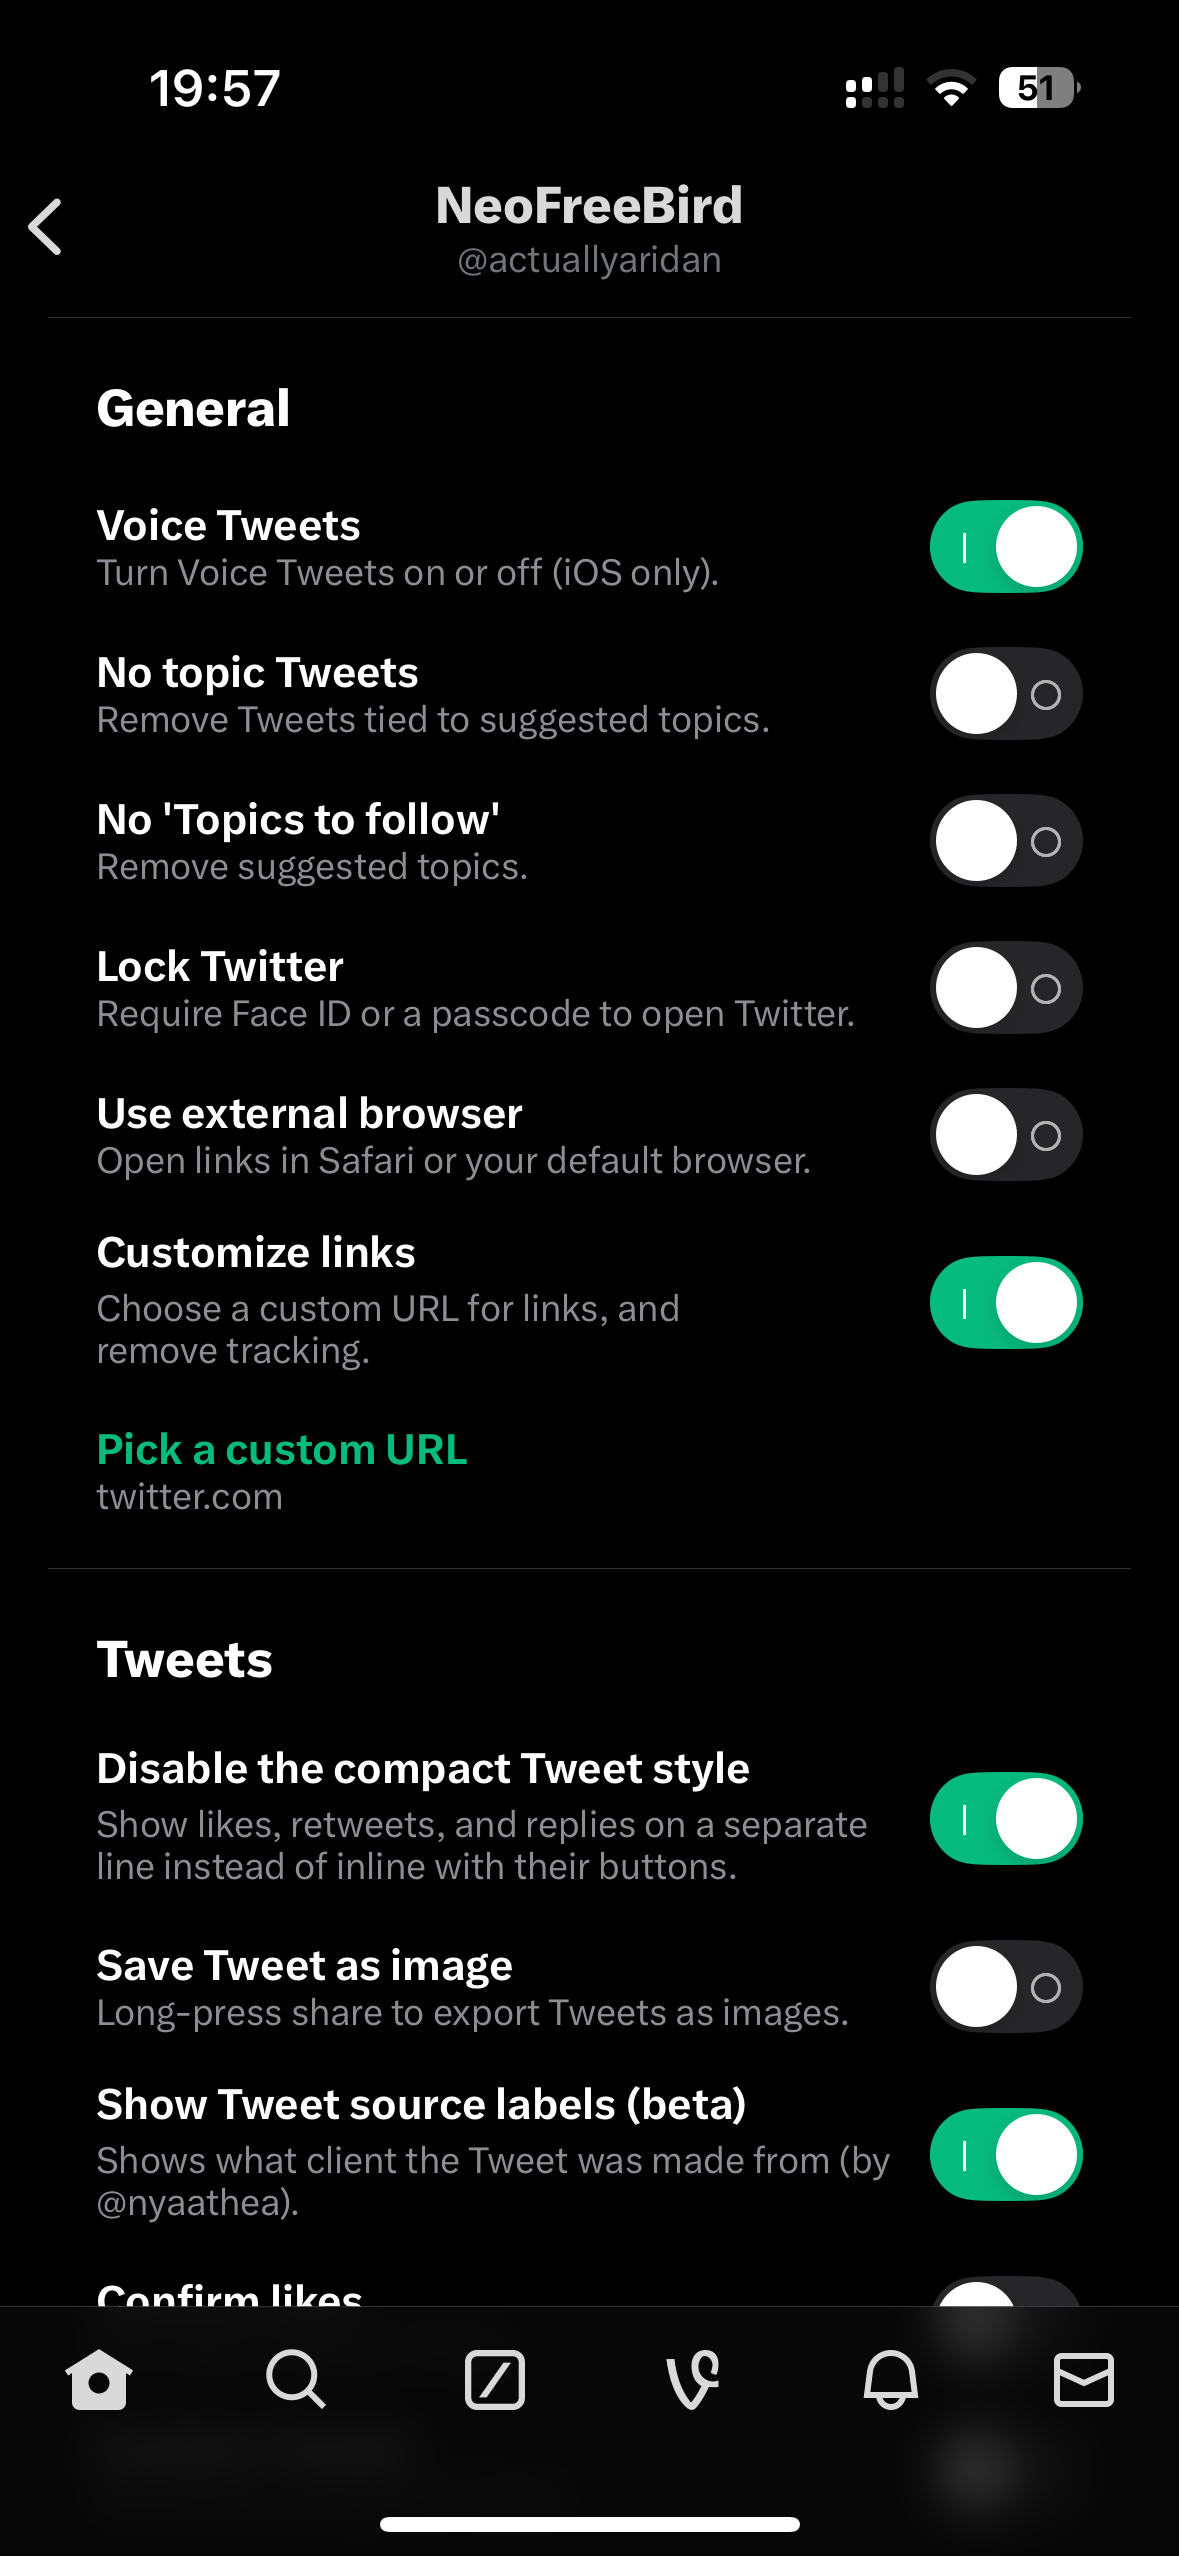 19:57
51
NeoFreeBird
@actuallyaridan
General
Voice Tweets
Turn Voice Tweets on or off (iOS only).
No topic Tweets
Remove Tweets tied to suggested topics.
No 'Topics to follow'
Remove suggested topics.
Lock Twitter
Require Face ID or a passcode to open Twitter.
Use external browser
Open links in Safari or your default browser.
Customize links
Choose a custom URL for links, and
remove tracking.
Pick a custom URL
twitter.com
Tweets
Disable the compact Tweet style
Show likes, retweets, and replies on a separate
line instead of inline with their buttons.
Save Tweet as image
Long-press share to export Tweets as images.
Show Tweet source labels (beta)
Shows what client the Tweet was made from (by
@nyaathea).
Confirm likes